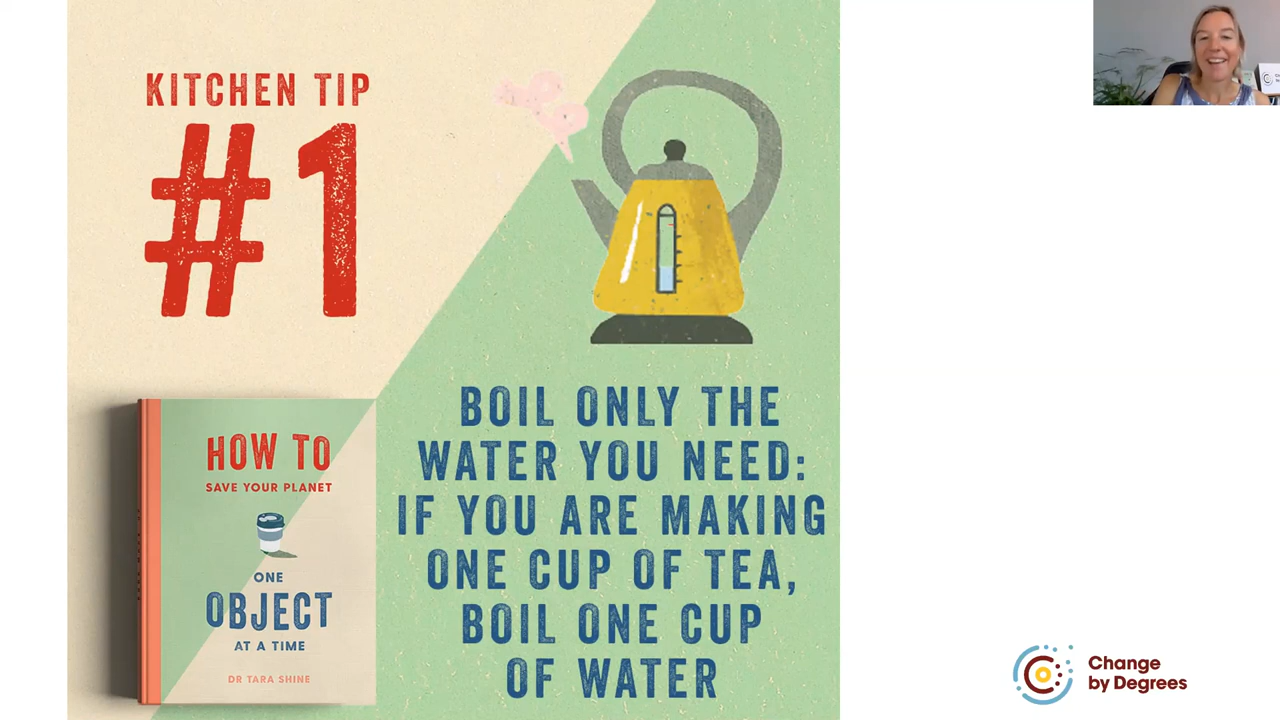 KITCHEN TIP
#1
BOIL ONLY THE
WATER YOU NEED:
IF YOU ARE MAKING
ONE CUP OF TEA,
BOIL ONE CUP
OF WATER
HOW TO
SAVE YOUR PLANET
ONE
OBJECT
AT A TIME
DR TARA SHINE
Change
by Degrees